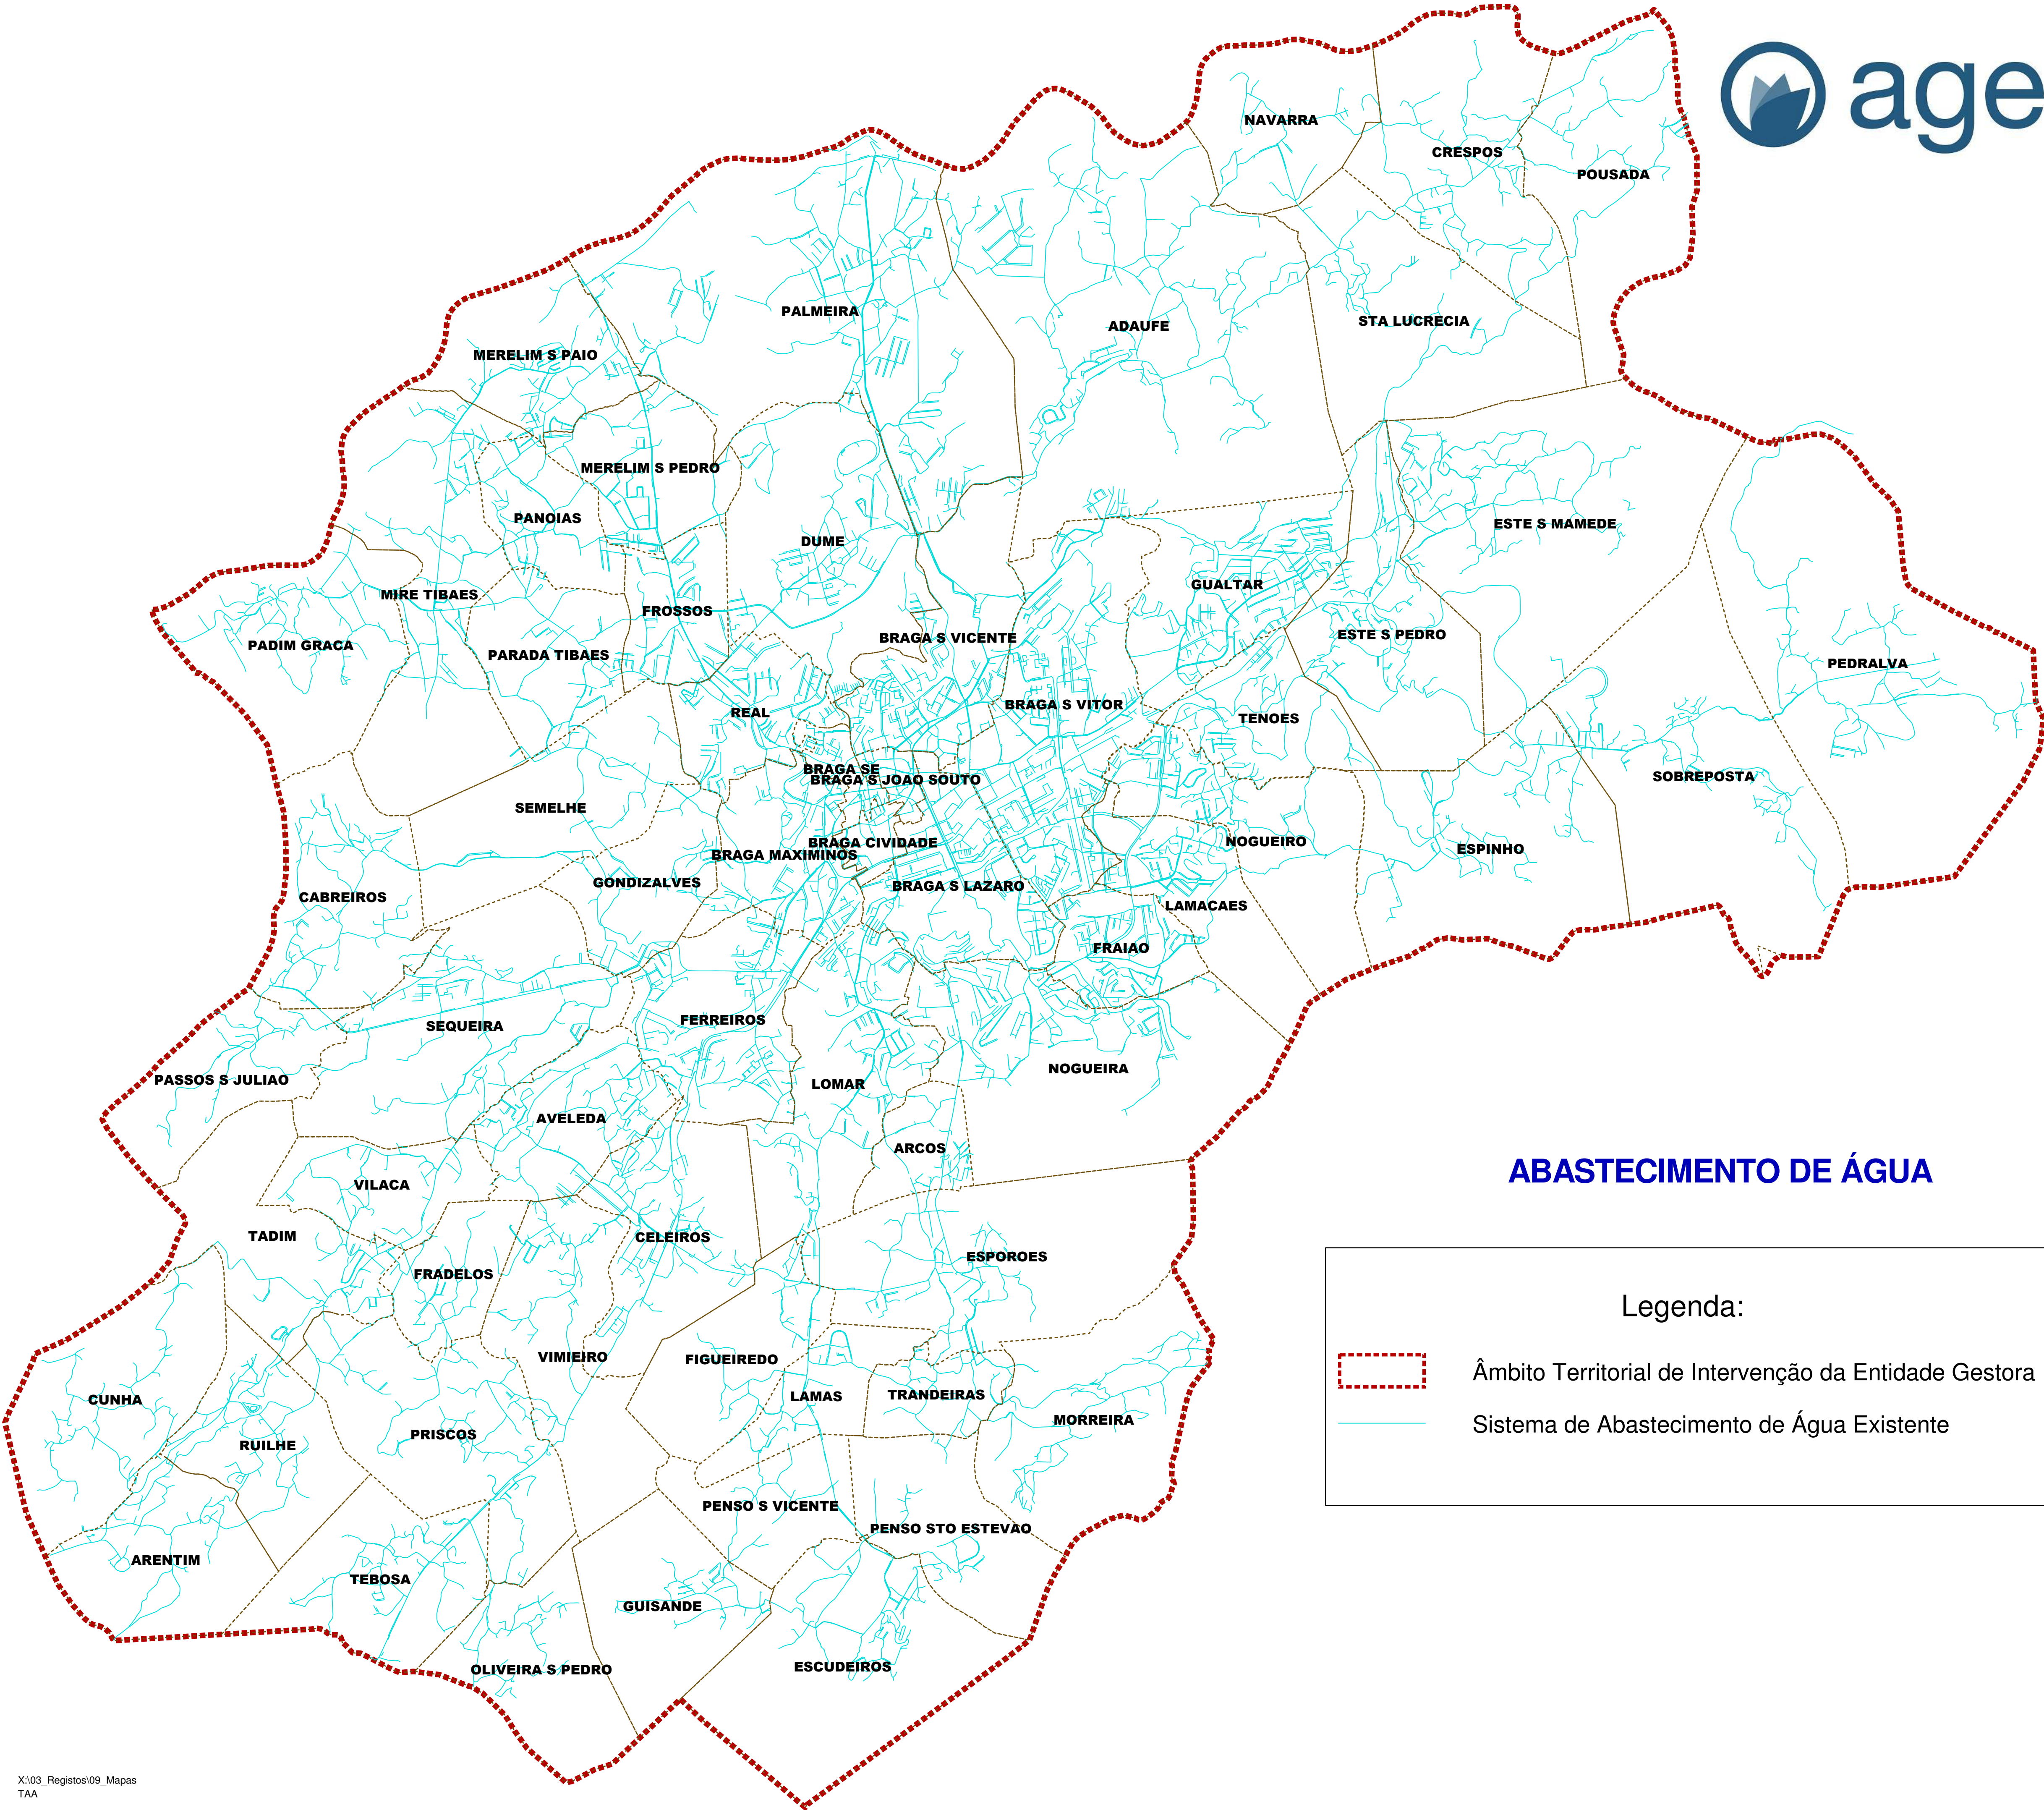 age
NAVARRA
CRESPOS
POUSADA
PALMEIRA
ADAUFE
STA LUCRECIA
MERELIM S PAIO
MERELIM S PEDRO
PANOIAS
ESTE S MAMEDE
DUME
GUALTAR
MIRE TIBAES
FROSSOS
ESTE S PEDRO
BRAGA S VICENTE
PADIM GRACA
PARADA TIBAES
PEDRALVA
BRAGA S VITOR
REAL
TENOES
BRAGA SE
BRAGA S JOAO SOUTO
SOBREPOSTA
SEMELHE
BRAGA CIVIDADE
NOGUEIRO
ESPINHO
BRAGA MAXIMINOS
GONDIZALVES
BRAGA S LAZARO
CABREIROS
LAMACAES
FRAIAO
FERREIROS
SEQUEIRA
NOGUEIRA
PASSOS S JULIAO
LOMAR
AVELEDA
ARCOS
VILACA
TADIM
CELEIROS
ESPOROES
FRADELOS
VIMIEIRO
FIGUEIREDO
LAMAS
TRANDEIRAS
CUNHA
MORREIRA
PRISCOS
RUILHE
PENSO S VICENTE
PENSO STO ESTEVAO
ARENTIM
TEBOSA
GUISANDE
ESCUDEIROS
OLIVEIRA S PEDRO
ABASTECIMENTO DE ÁGUA
Legenda:
Âmbito Territorial de Intervenção da Entidade Gestora
Sistema de Abastecimento de Água Existente
X:\03_Registos\09_Mapas
TAA